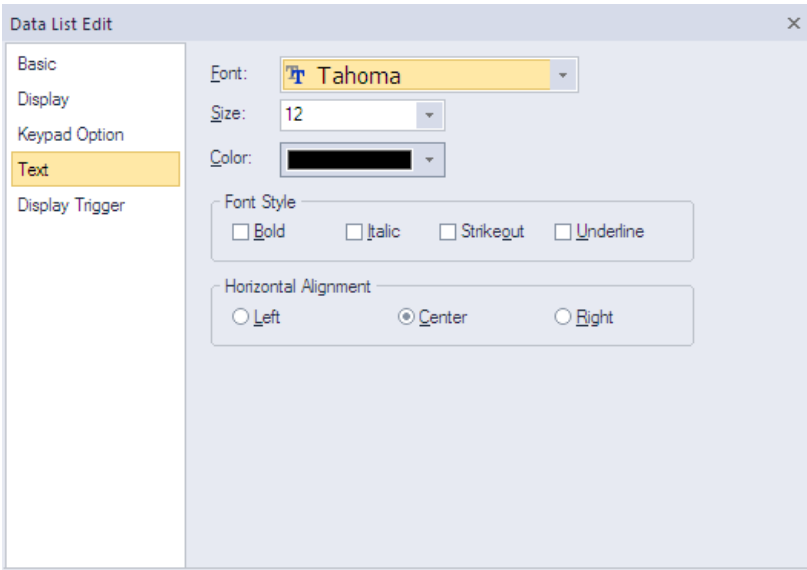 Data List Edit
Basic
Display
Keypad Option
Text
Display Trigger
Font: Tahoma
Size: 12
Color:
Font Style
Bold Italic Strikeout Underline
Horizontal Alignment
Left Center Right